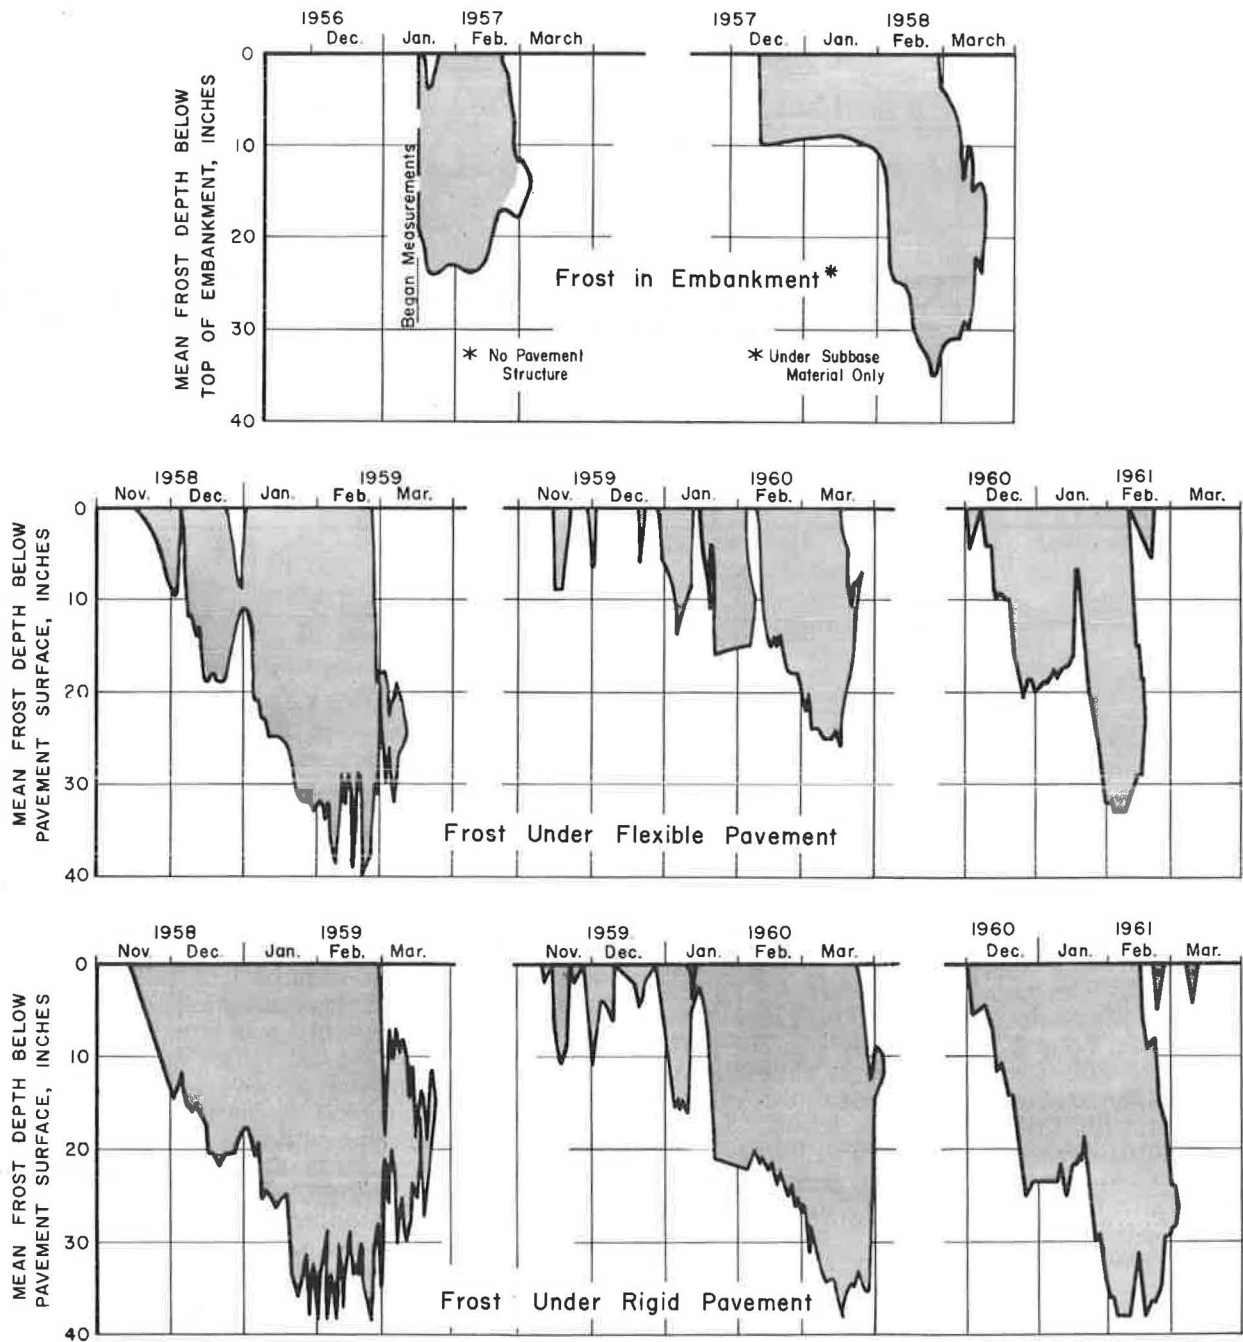 1956 1957
Dec. Jan. Feb. March
1957 1958
Dec. Jan. Feb. March
MEAN FROST DEPTH BELOW
TOP OF EMBANKMENT, INCHES
0
10
20
30
40
Began Measurements
Frost in Embankment*
* No Pavement
Structure
* Under Subbase
Material Only
1958 1959
Nov. Dec. Jan. Feb. Mar.
1959 1960
Nov. Dec. Jan. Feb. Mar.
1960 1961
Dec. Jan. Feb. Mar.
MEAN FROST DEPTH BELOW
PAVEMENT SURFACE, INCHES
0
10
20
30
40
Frost Under Flexible Pavement
1958 1959
Nov. Dec. Jan. Feb. Mar.
1959 1960
Nov. Dec. Jan. Feb. Mar.
1960 1961
Dec. Jan. Feb. Mar.
MEAN FROST DEPTH BELOW
PAVEMENT SURFACE, INCHES
0
10
20
30
40
Frost Under Rigid Pavement